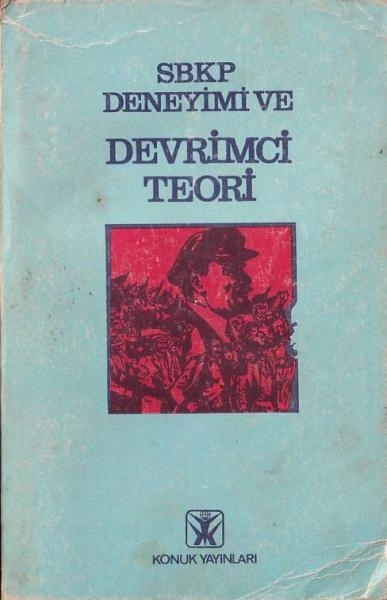 SBKP
DENEYİMİ VE
DEVRİMCİ
TEORİ
KONUK YAYINLARI